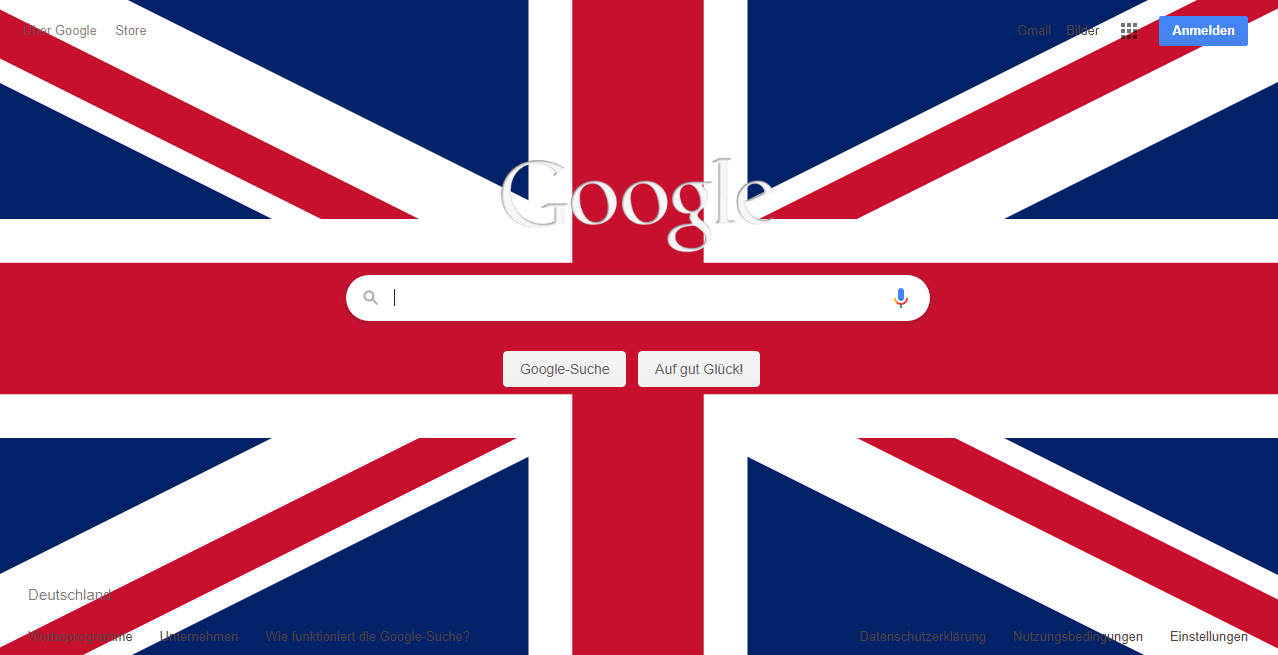 Über Google Store Gmail Bilder Anmelden
Google
Google-Suche Auf gut Glück!
Deutschland
Werbeprogramme Unternehmen Wie funktioniert die Google-Suche? Datenschutzerklärung Nutzungsbedingungen Einstellungen